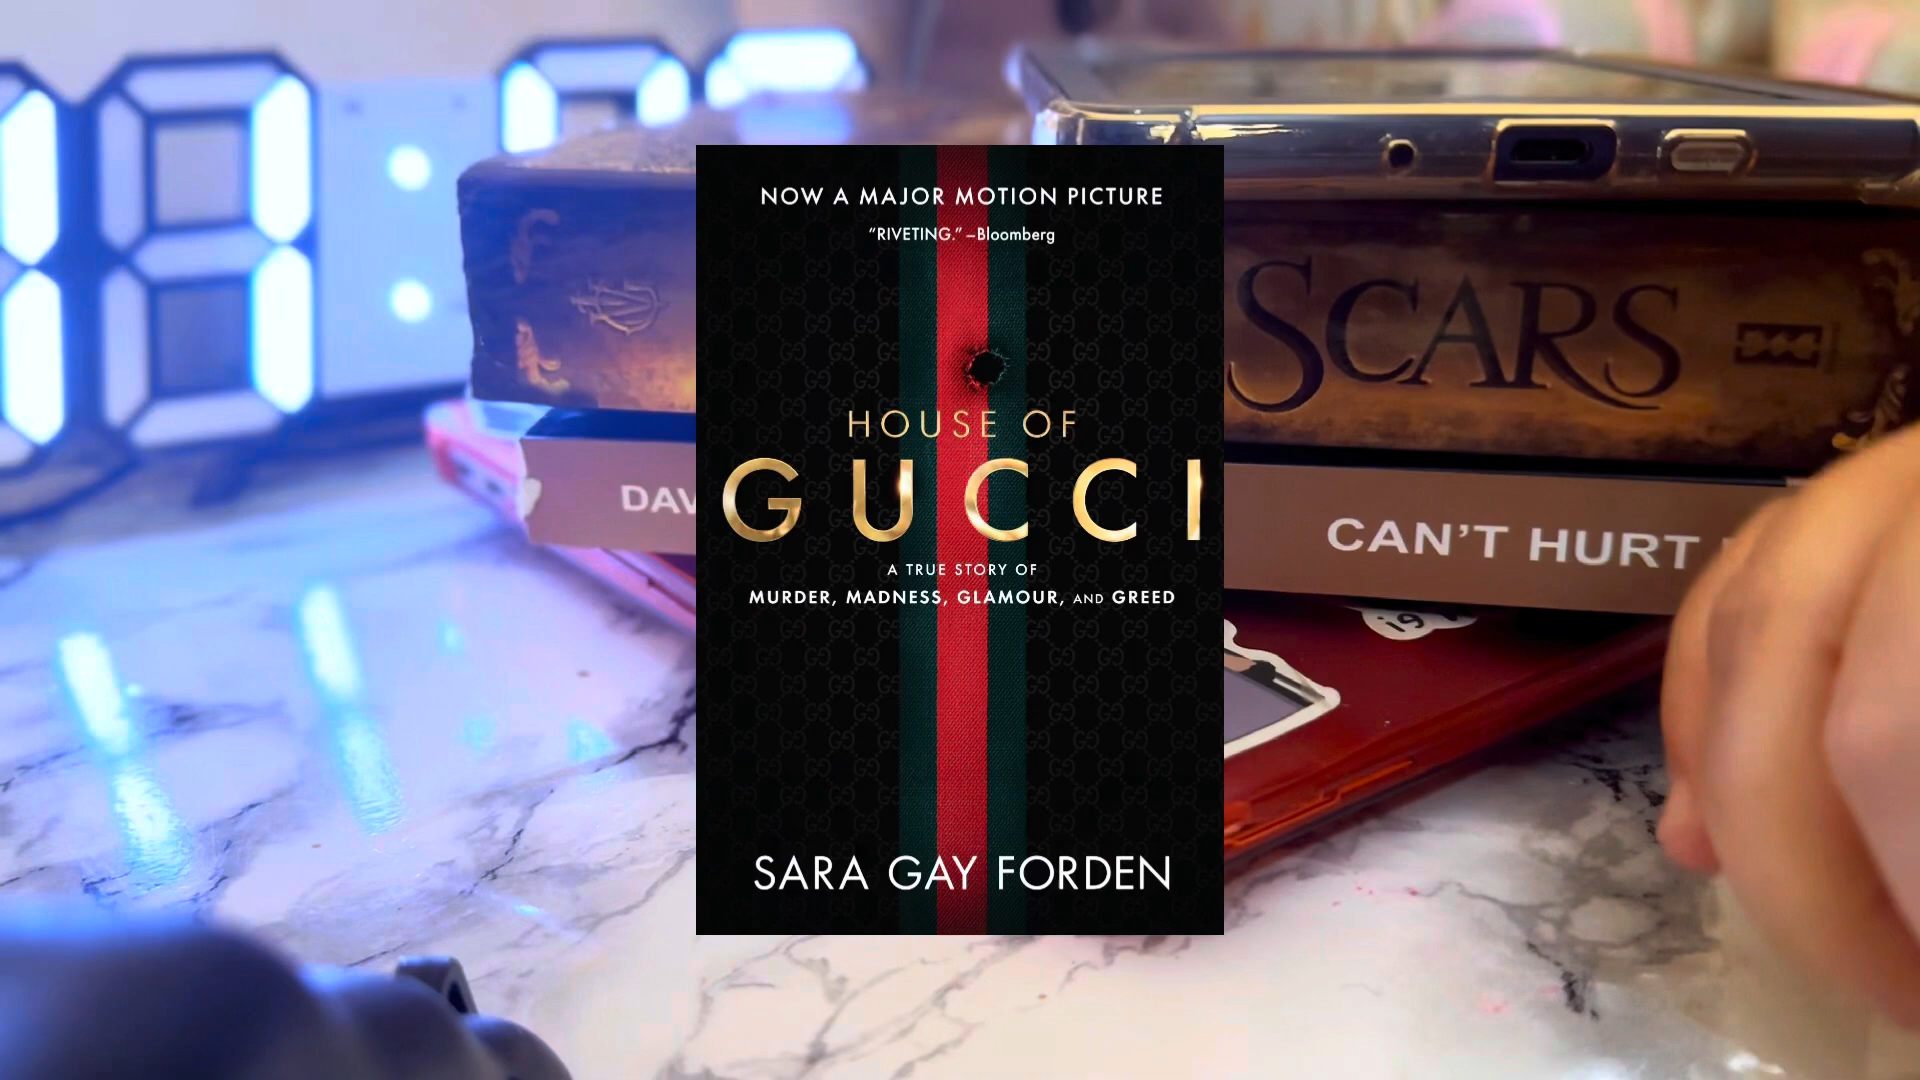 NOW A MAJOR MOTION PICTURE
“RIVETING.” –Bloomberg
HOUSE OF
GUCCI
A TRUE STORY OF
MURDER, MADNESS, GLAMOUR, AND GREED
SARA GAY FORDEN
SCARS
DAV
CAN’T HURT